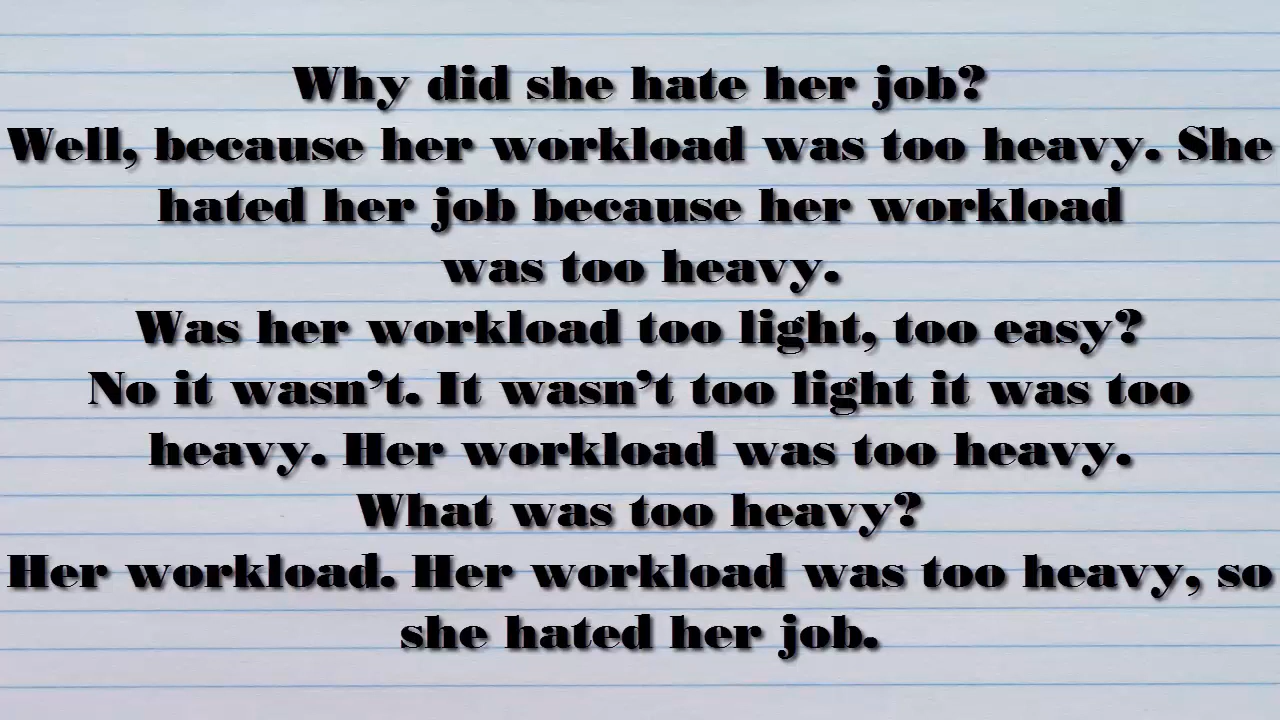 Why did she hate her job?
Well, because her workload was too heavy. She
hated her job because her workload
was too heavy.
Was her workload too light, too easy?
No it wasn’t. It wasn’t too light it was too
heavy. Her workload was too heavy.
What was too heavy?
Her workload. Her workload was too heavy, so
she hated her job.